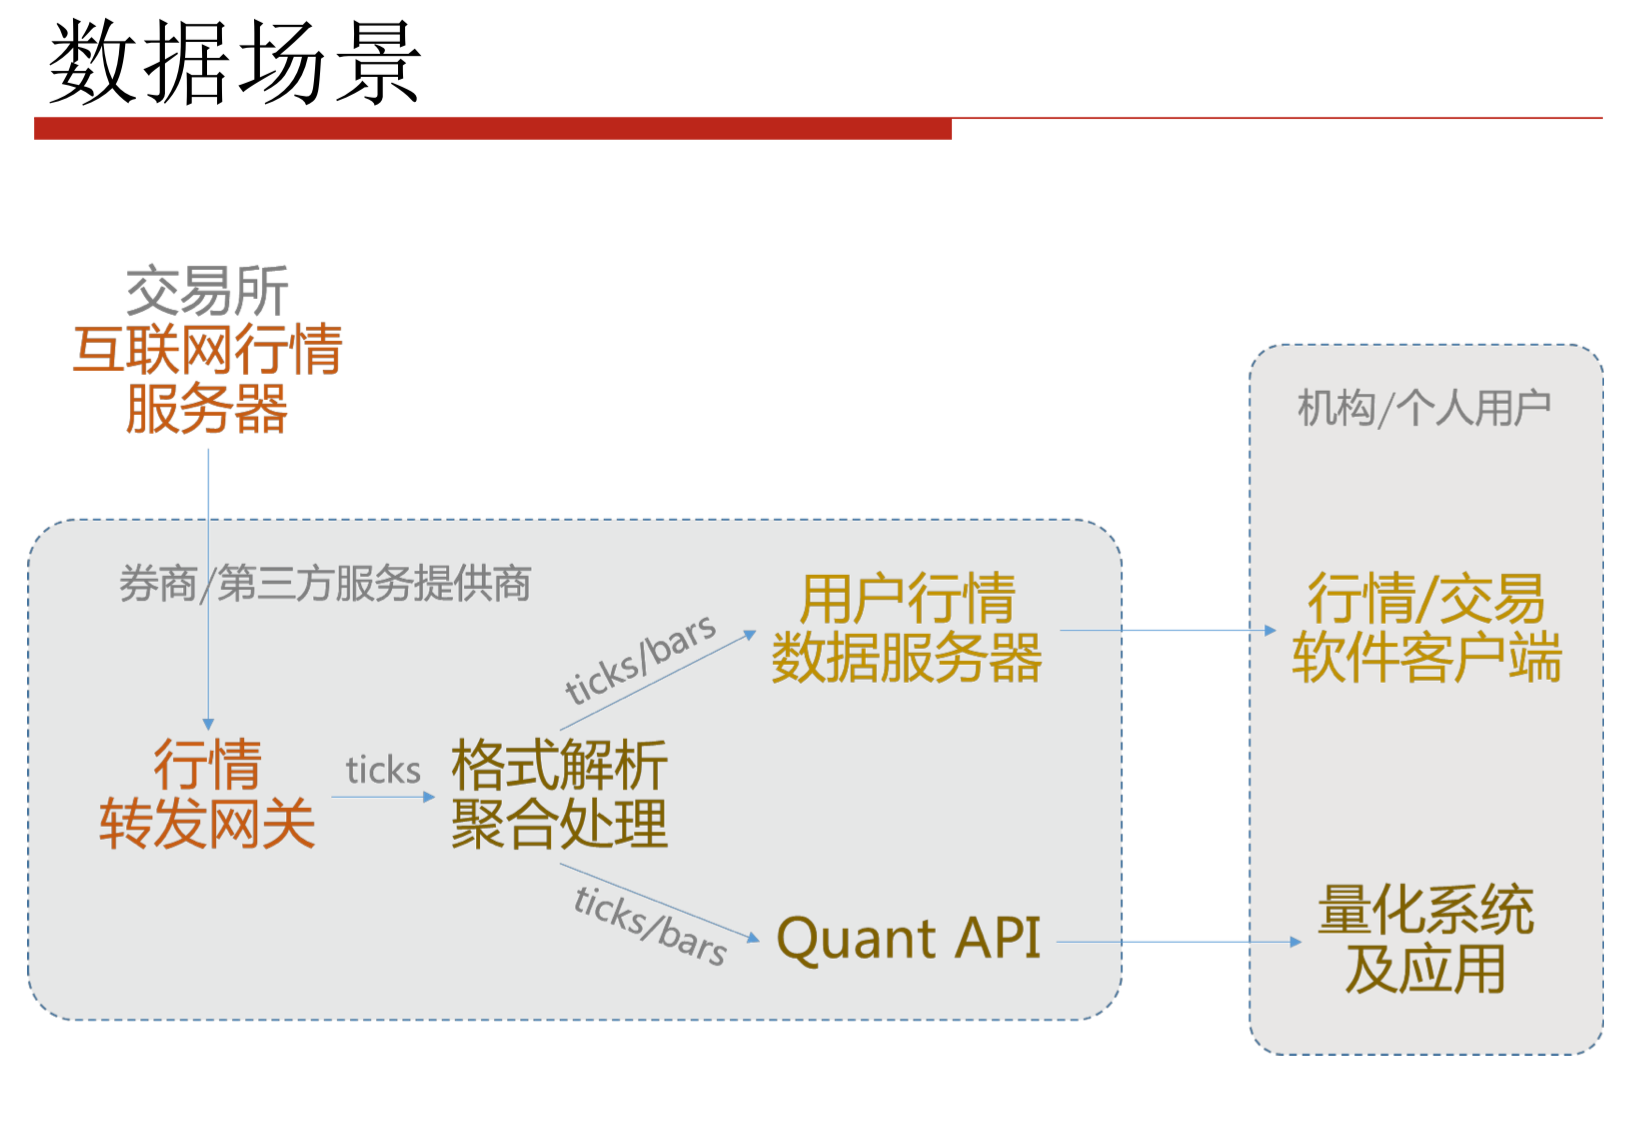 数据场景
交易所
互联网行情
服务器
机构/个人用户
券商/第三方服务提供商
用户行情
数据服务器
行情/交易
软件客户端
ticks/bars
行情
转发网关
ticks
格式解析
聚合处理
ticks/bars
Quant API
量化系统
及应用